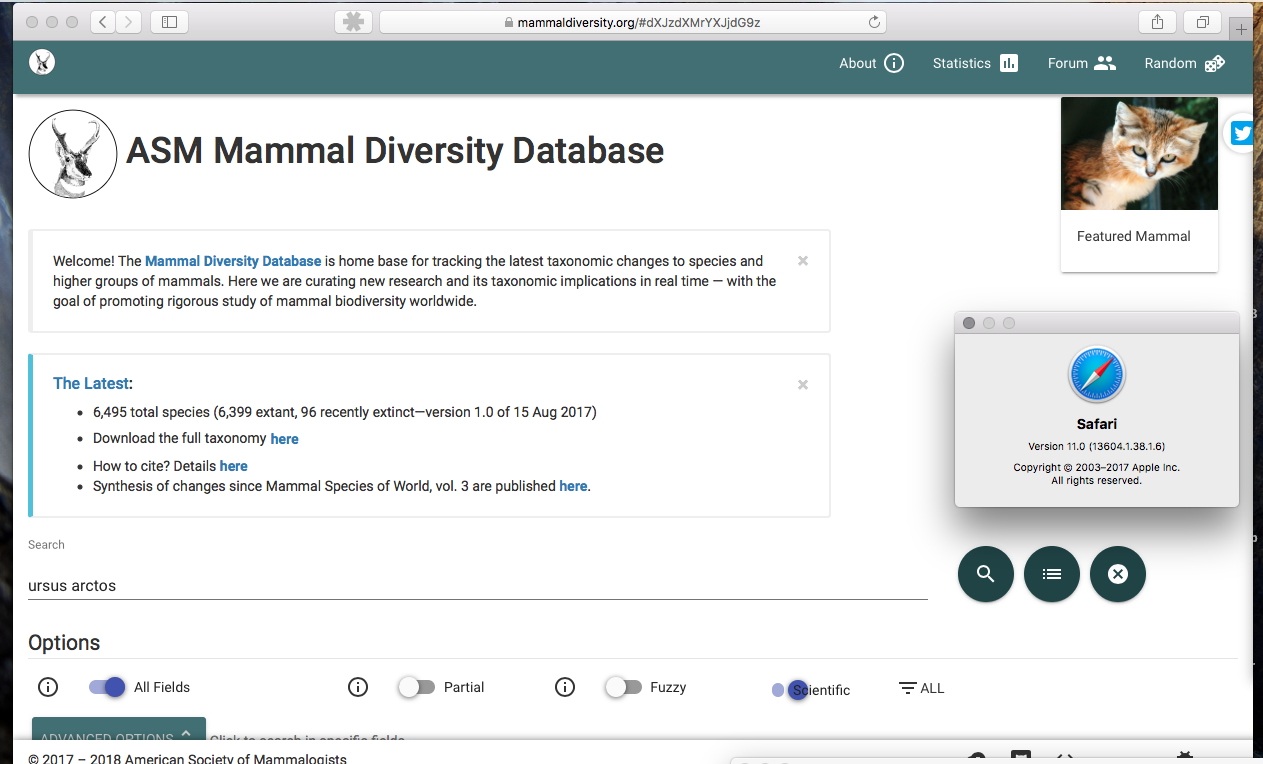 mammaldiversity.org/#dXJzdXMrYXJjdG9z
About
Statistics
Forum
Random
ASM Mammal Diversity Database
Featured Mammal
Welcome! The Mammal Diversity Database is home base for tracking the latest taxonomic changes to species and
higher groups of mammals. Here we are curating new research and its taxonomic implications in real time — with the
goal of promoting rigorous study of mammal biodiversity worldwide.
The Latest:
6,495 total species (6,399 extant, 96 recently extinct—version 1.0 of 15 Aug 2017)
Download the full taxonomy here
How to cite? Details here
Synthesis of changes since Mammal Species of World, vol. 3 are published here.
Safari
Version 11.0 (13604.1.38.1.6)
Copyright © 2003–2017 Apple Inc.
All rights reserved.
Search
ursus arctos
Options
All Fields
Partial
Fuzzy
Scientific
ALL
ADVANCED OPTIONS
Click to search in specific fields
© 2017 – 2018 American Society of Mammalogists